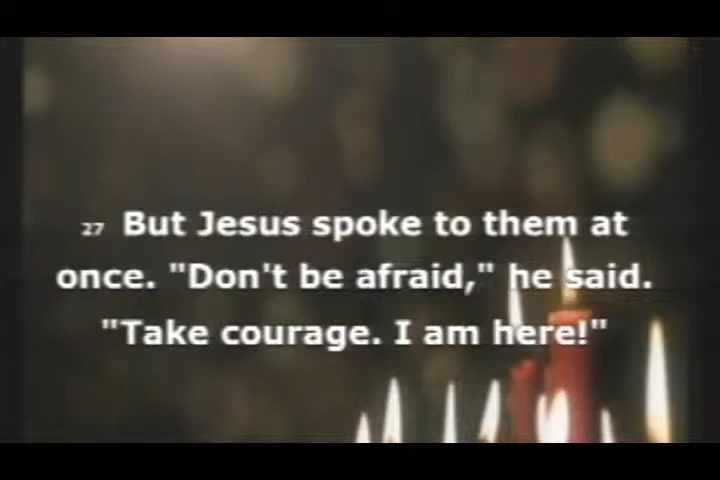 27 But Jesus spoke to them at
once. "Don't be afraid," he said.
"Take courage. I am here!"